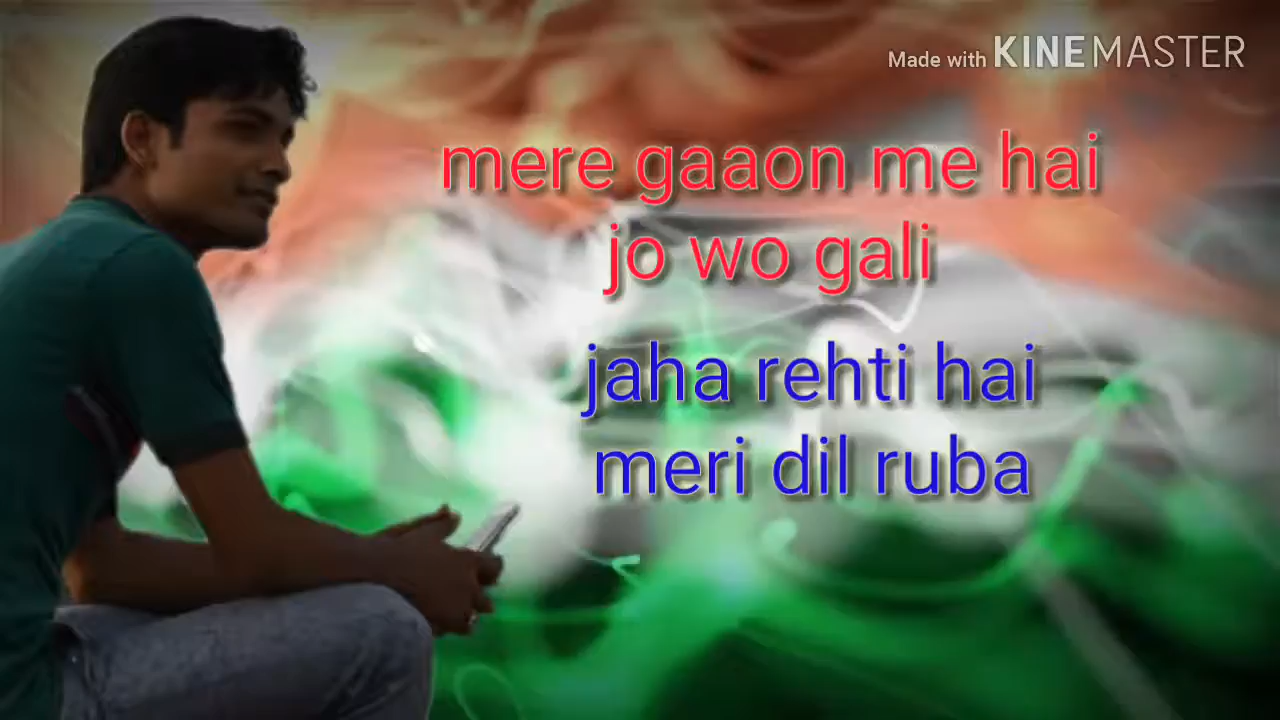 Made with KINEMASTER
mere gaaon me hai
jo wo gali
jaha rehti hai
meri dil ruba